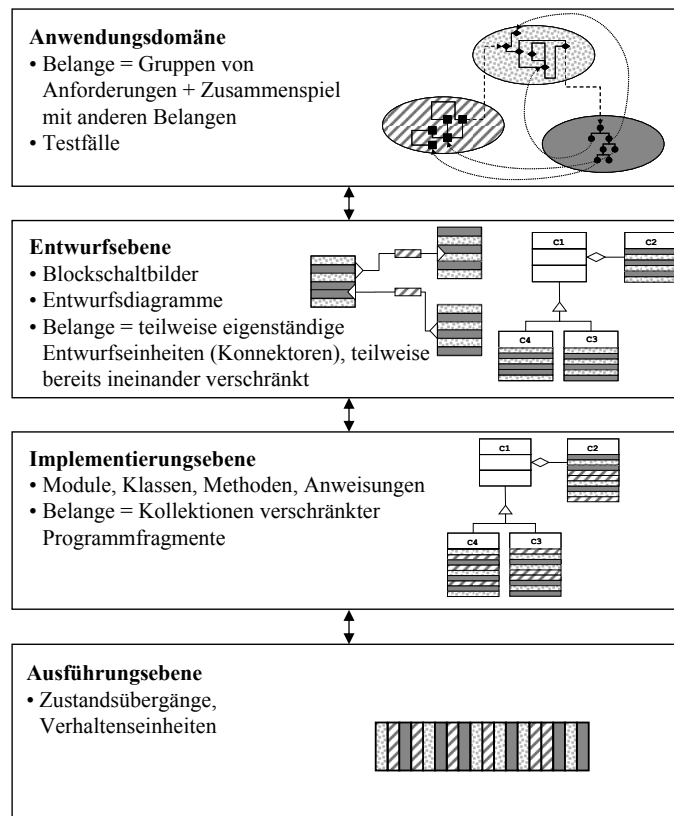 Anwendungsdomäne
• Belange = Gruppen von
Anforderungen + Zusammenspiel
mit anderen Belangen
• Testfälle
Entwurfsebene
• Blockschaltbilder
• Entwurfsdiagramme
• Belange = teilweise eigenständige
Entwurfseinheiten (Konnektoren), teilweise
bereits ineinander verschränkt
C1
C2
C4
C3
Implementierungsebene
• Module, Klassen, Methoden, Anweisungen
• Belange = Kollektionen verschränkter
Programmfragmente
C1
C2
C4
C3
Ausführungsebene
• Zustandsübergänge,
Verhaltenseinheiten